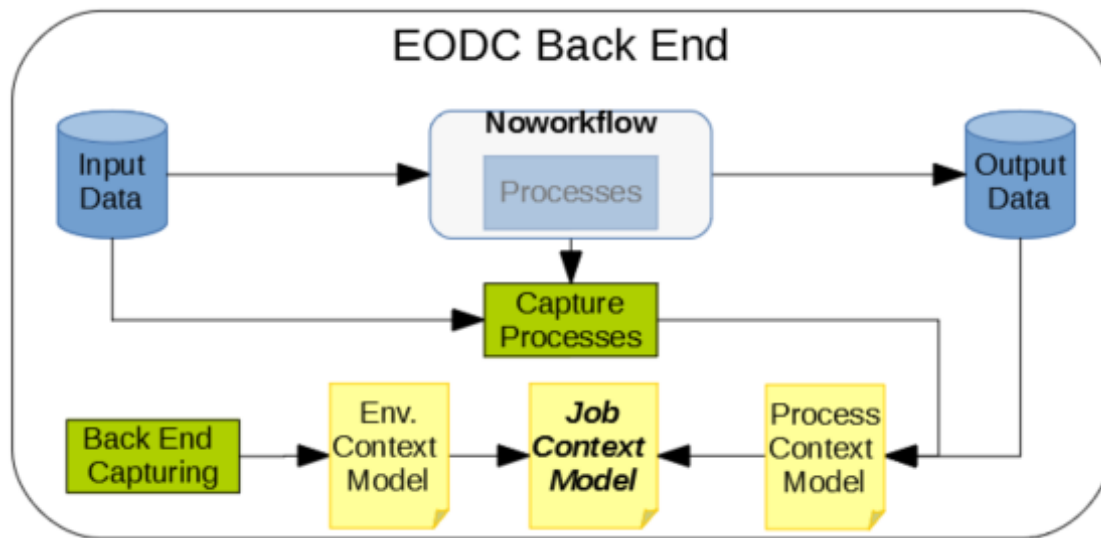 EODC Back End
Noworkflow
Input
Data
Processes
Output
Data
Capture
Processes
Back End
Capturing
Env.
Context
Model
Job
Context
Model
Process
Context
Model